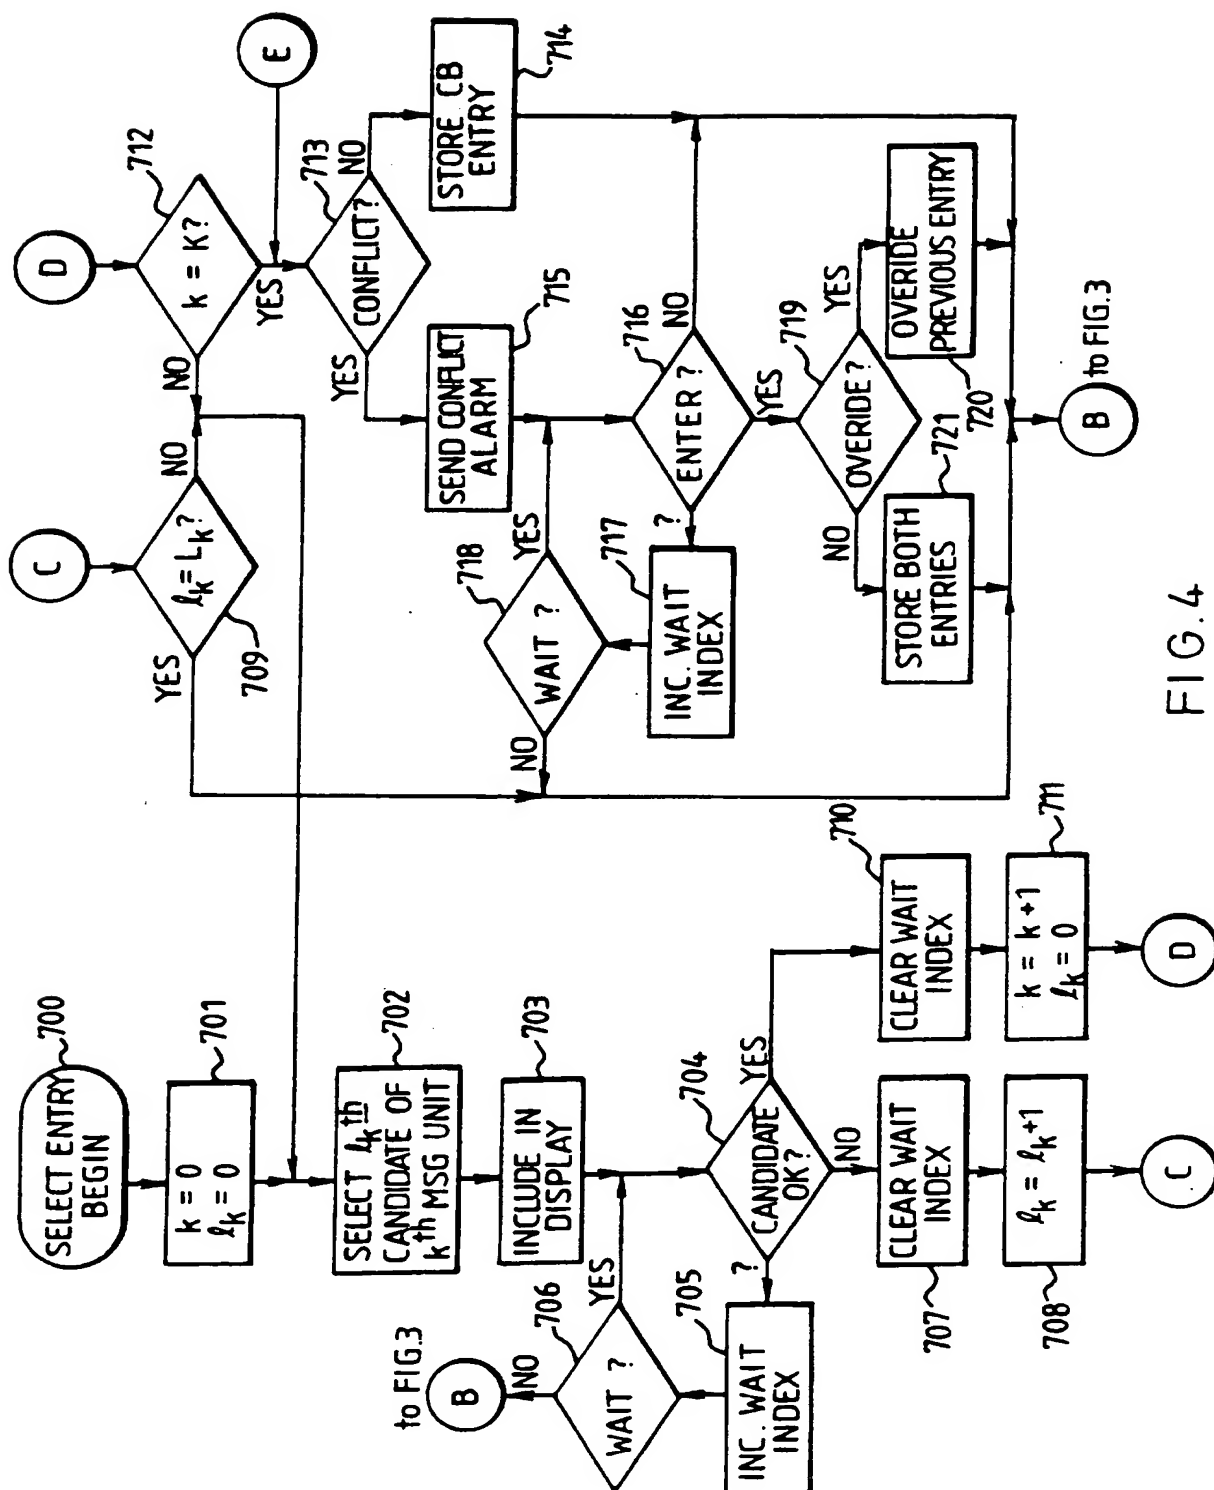 700
SELECT ENTRY
BEGIN
701
k = 0
ℓk = 0
702
SELECT ℓk th
CANDIDATE OF
kth MSG UNIT
703
INCLUDE IN
DISPLAY
704
CANDIDATE
OK?
YES
NO
?
705
INC. WAIT
INDEX
706
WAIT ?
YES
NO
B
to FIG.3
707
CLEAR WAIT
INDEX
708
ℓk = ℓk+1
C
710
CLEAR WAIT
INDEX
711
k = k +1
ℓk = 0
D
C
709
ℓk = Lk?
YES
NO
D
712
k = K?
NO
YES
E
713
CONFLICT?
YES
NO
714
STORE CB
ENTRY
715
SEND CONFLICT
ALARM
716
ENTER ?
NO
YES
?
717
INC. WAIT
INDEX
718
WAIT ?
YES
NO
719
OVERIDE ?
YES
NO
720
OVERIDE
PREVIOUS ENTRY
721
STORE BOTH
ENTRIES
B
to FIG.3
FIG.4